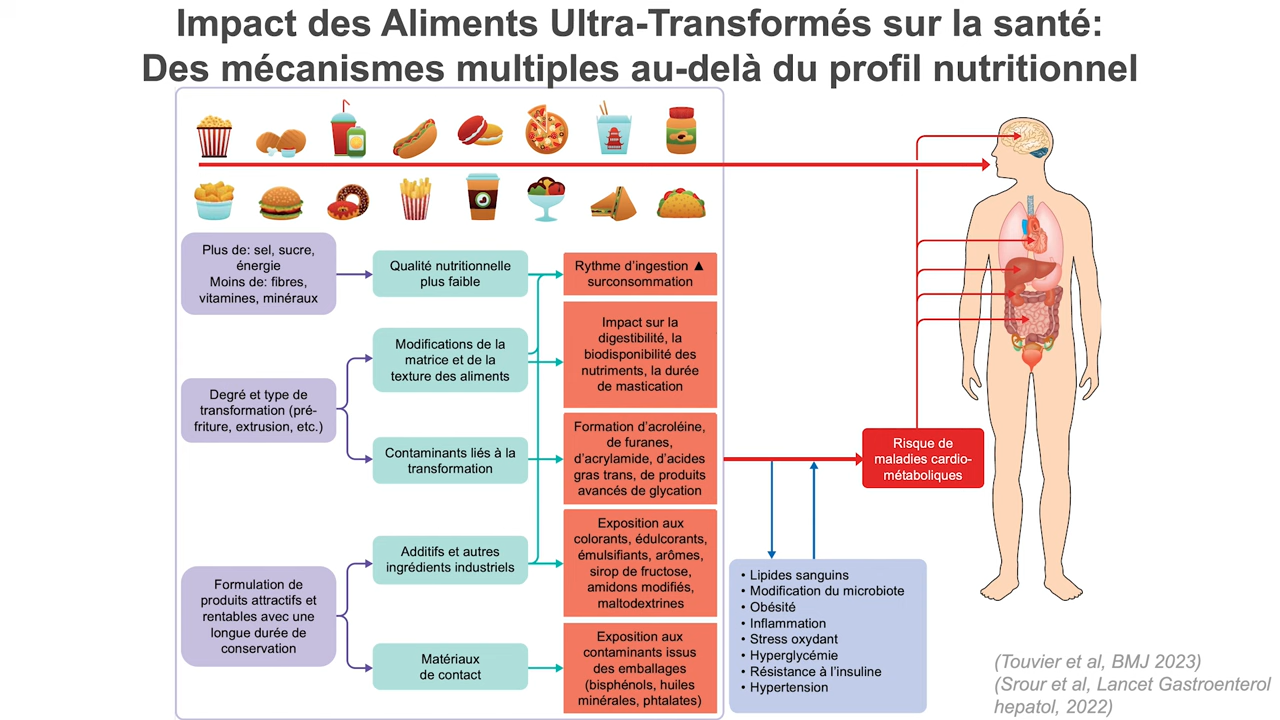 Impact des Aliments Ultra-Transformés sur la santé:
Des mécanismes multiples au-delà du profil nutritionnel
Plus de: sel, sucre,
énergie
Moins de: fibres,
vitamines, minéraux
Qualité nutritionnelle
plus faible
Rythme d'ingestion ▲
surconsommation
Modifications de la
matrice et de la
texture des aliments
Impact sur la
digestibilité, la
biodisponibilité des
nutriments, la durée
de mastication
Degré et type de
transformation (pré-
friture, extrusion, etc.)
Contaminants liés à la
transformation
Formation d'acroléine,
de furanes,
d'acrylamide, d'acides
gras trans, de produits
avancés de glycation
Risque de
maladies cardio-
métaboliques
Additifs et autres
ingrédients industriels
Exposition aux
colorants, édulcorants,
émulsifiants, arômes,
sirop de fructose,
amidons modifiés,
maltodextrines
Formulation de
produits attractifs et
rentables avec une
longue durée de
conservation
Matériaux
de contact
Exposition aux
contaminants issus
des emballages
(bisphénols, huiles
minérales, phtalates)
• Lipides sanguins
• Modification du microbiote
• Obésité
• Inflammation
• Stress oxydant
• Hyperglycémie
• Résistance à l'insuline
• Hypertension
(Touvier et al, BMJ 2023)
(Srour et al, Lancet Gastroenterol
hepatol, 2022)